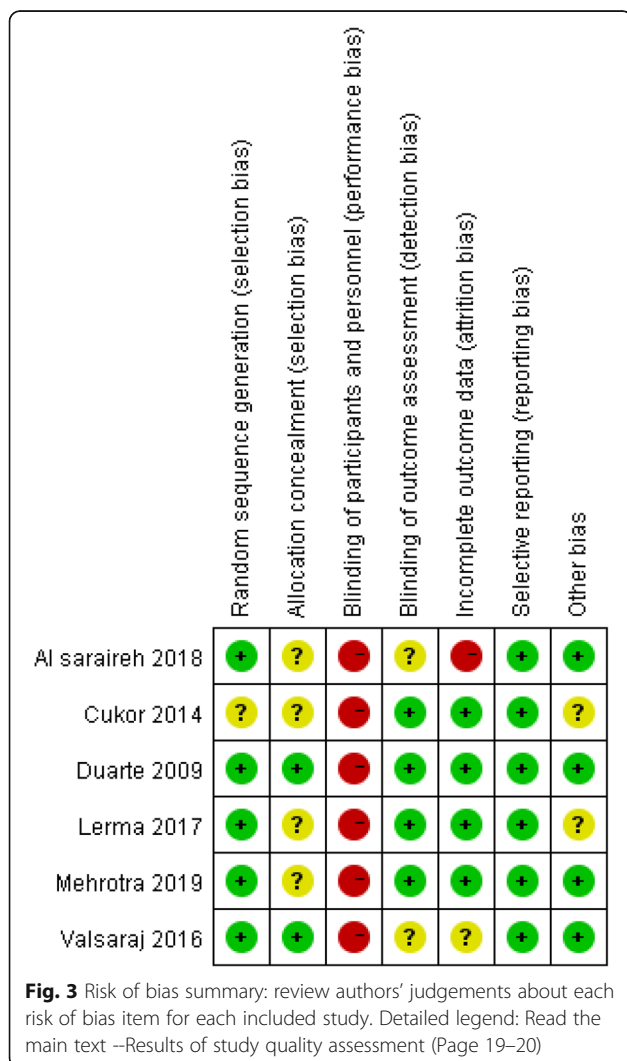 Random sequence generation (selection bias)
Allocation concealment (selection bias)
Blinding of participants and personnel (performance bias)
Blinding of outcome assessment (detection bias)
Incomplete outcome data (attrition bias)
Selective reporting (reporting bias)
Other bias
Al saraireh 2018 + ? - ? - + +
Cukor 2014 ? ? - + + + ?
Duarte 2009 + + - + + + +
Lerma 2017 + ? - + + + ?
Mehrotra 2019 + ? - + + + +
Valsaraj 2016 + + - ? ? + +
Fig. 3 Risk of bias summary: review authors' judgements about each
risk of bias item for each included study. Detailed legend: Read the
main text --Results of study quality assessment (Page 19–20)